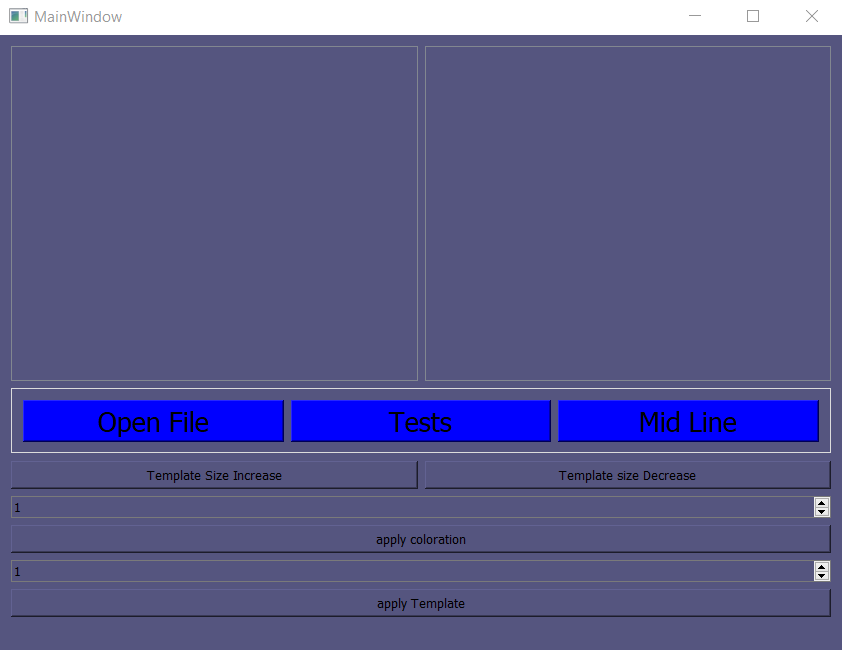 MainWindow
Open File
Tests
Mid Line
Template Size Increase
Template size Decrease
1
apply coloration
1
apply Template